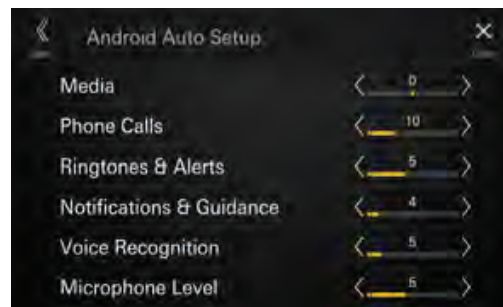 Android Auto Setup
Media 0
Phone Calls 10
Ringtones & Alerts 5
Notifications & Guidance 4
Voice Recognition 5
Microphone Level 5